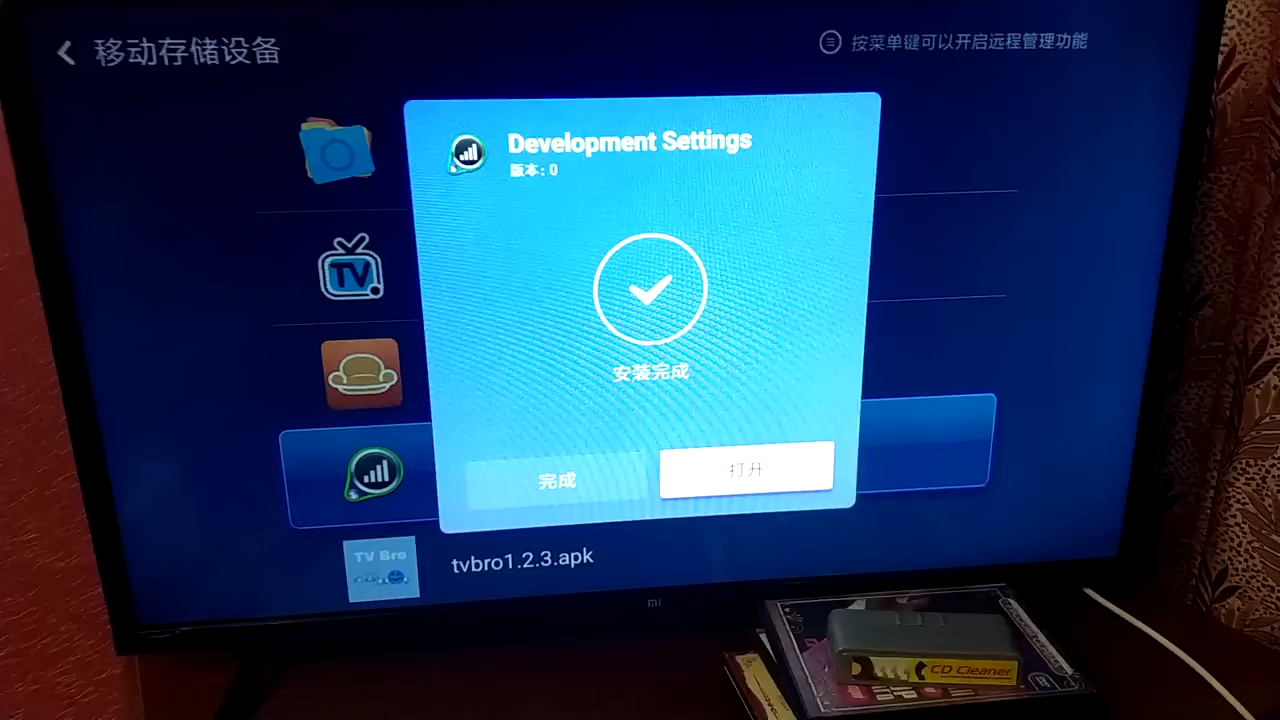 移动存储设备
按菜单键可以开启远程管理功能
Development Settings
版本: 0
TV
安装完成
完成
打开
TV Bro
tvbro1.2.3.apk
mi
CD Cleaner